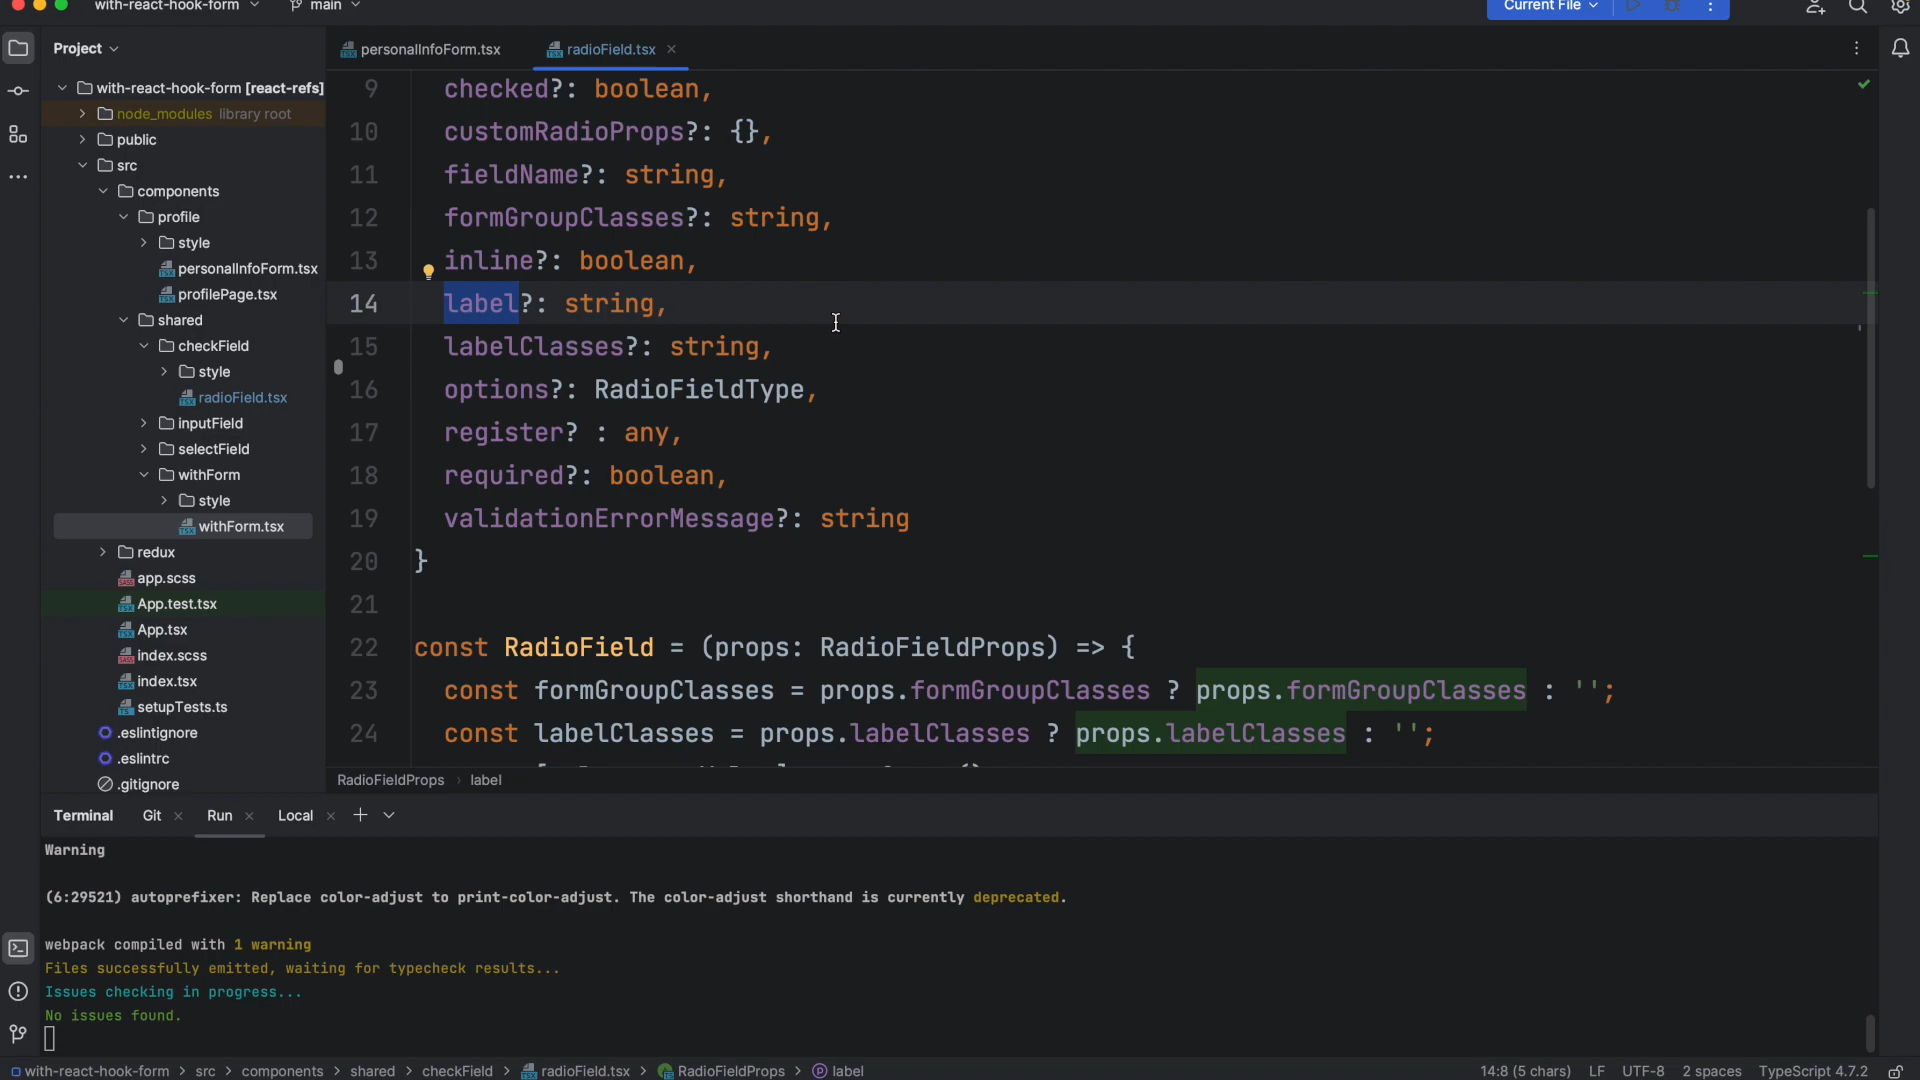 with-react-hook-form
main
Current File
Project
personalInfoForm.tsx
radioField.tsx
with-react-hook-form [react-refs]
node_modules library root
public
src
components
profile
style
personalInfoForm.tsx
profilePage.tsx
shared
checkField
style
radioField.tsx
inputField
selectField
withForm
style
withForm.tsx
redux
app.scss
App.test.tsx
App.tsx
index.scss
index.tsx
setupTests.ts
.eslintignore
.eslintrc
.gitignore
9 checked?: boolean,
10 customRadioProps?: {},
11 fieldName?: string,
12 formGroupClasses?: string,
13 inline?: boolean,
14 label?: string,
15 labelClasses?: string,
16 options?: RadioFieldType,
17 register? : any,
18 required?: boolean,
19 validationErrorMessage?: string
20 }
21
22 const RadioField = (props: RadioFieldProps) => {
23 const formGroupClasses = props.formGroupClasses ? props.formGroupClasses : '';
24 const labelClasses = props.labelClasses ? props.labelClasses : '';
RadioFieldProps > label
Terminal
Git
Run
Local
Warning
(6:29521) autoprefixer: Replace color-adjust to print-color-adjust. The color-adjust shorthand is currently deprecated.
webpack compiled with 1 warning
Files successfully emitted, waiting for typecheck results...
Issues checking in progress...
No issues found.
with-react-hook-form > src > components > shared > checkField > radioField.tsx > RadioFieldProps > label
14:8 (5 chars) LF UTF-8 2 spaces TypeScript 4.7.2